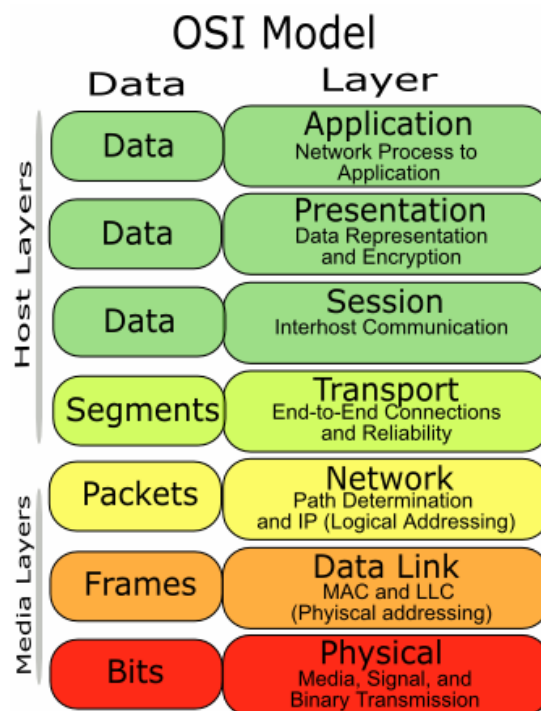 OSI Model
Data
Layer
Host Layers
Data
Application
Network Process to
Application
Data
Presentation
Data Representation
and Encryption
Data
Session
Interhost Communication
Segments
Transport
End-to-End Connections
and Reliability
Media Layers
Packets
Network
Path Determination
and IP (Logical Addressing)
Frames
Data Link
MAC and LLC
(Phyiscal addressing)
Bits
Physical
Media, Signal, and
Binary Transmission